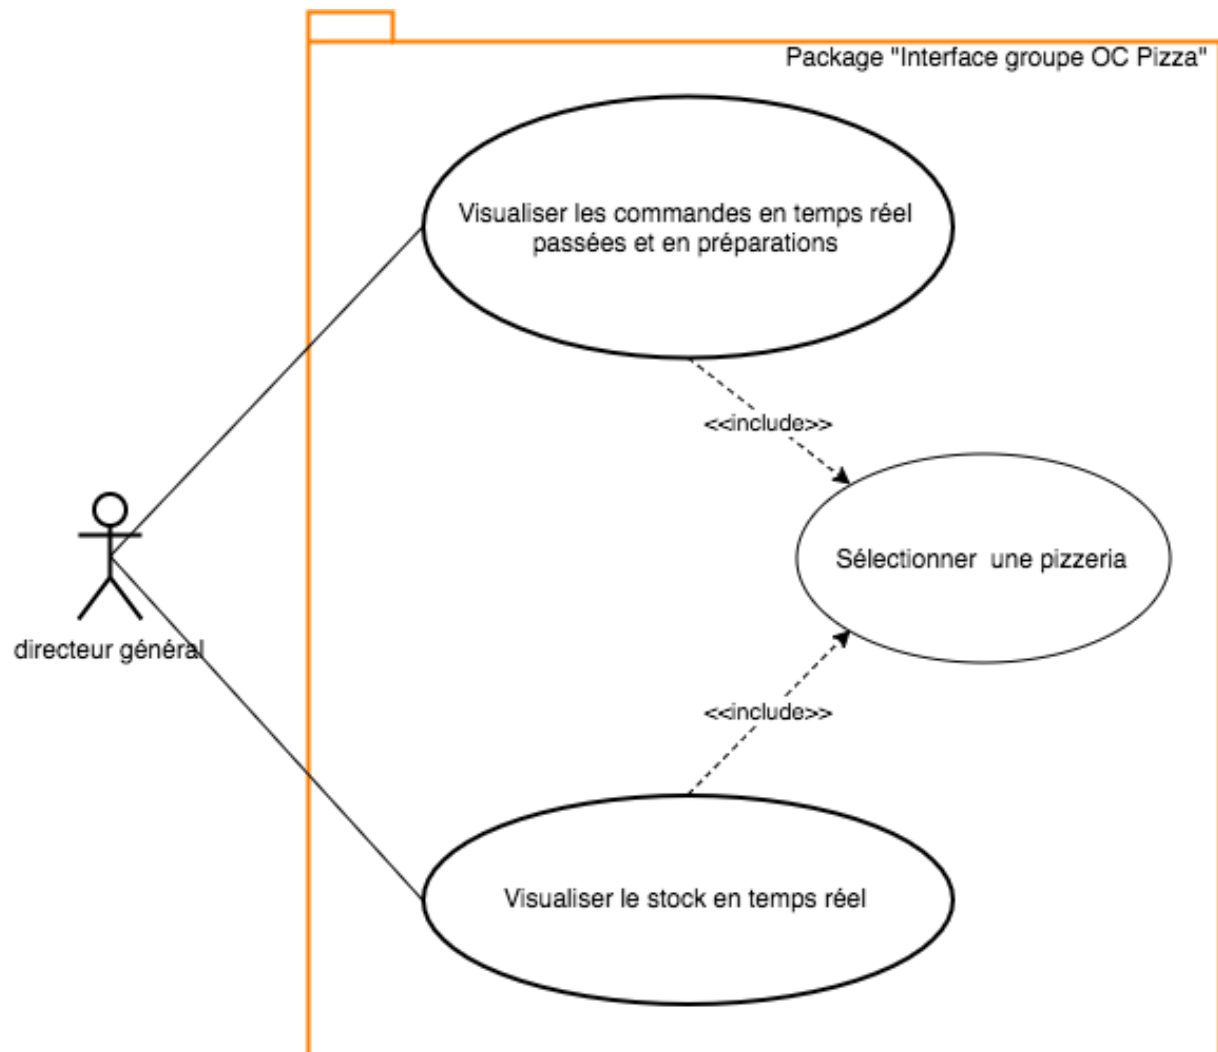 Package "Interface groupe OC Pizza"
Visualiser les commandes en temps réel
passées et en préparations
<<include>>
Sélectionner  une pizzeria
directeur général
<<include>>
Visualiser le stock en temps réel